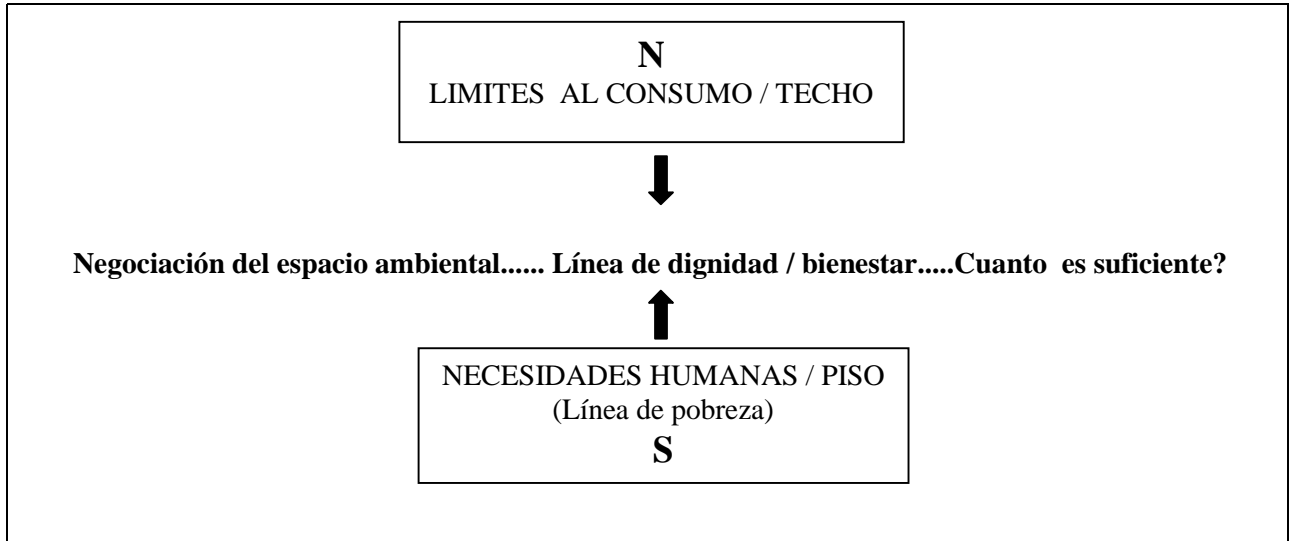 N
LIMITES AL CONSUMO / TECHO
Negociación del espacio ambiental...... Línea de dignidad / bienestar.....Cuanto es suficiente?
NECESIDADES HUMANAS / PISO
(Línea de pobreza)
S